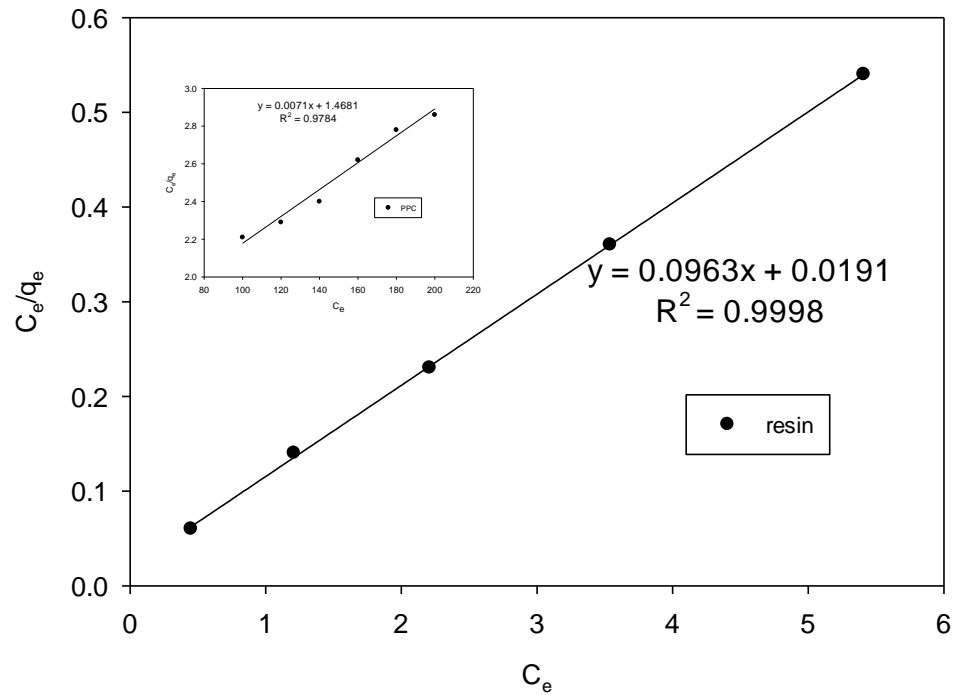 0.6
0.5
0.4
0.3
0.2
0.1
0.0
0 1 2 3 4 5 6
Cₑ/qₑ
Cₑ
y = 0.0963x + 0.0191
R² = 0.9998
resin
3.0
2.8
2.6
2.4
2.2
2.0
80 100 120 140 160 180 200 220
Cₑ/qₑ
Cₑ
y = 0.0071x + 1.4681
R² = 0.9784
PPC